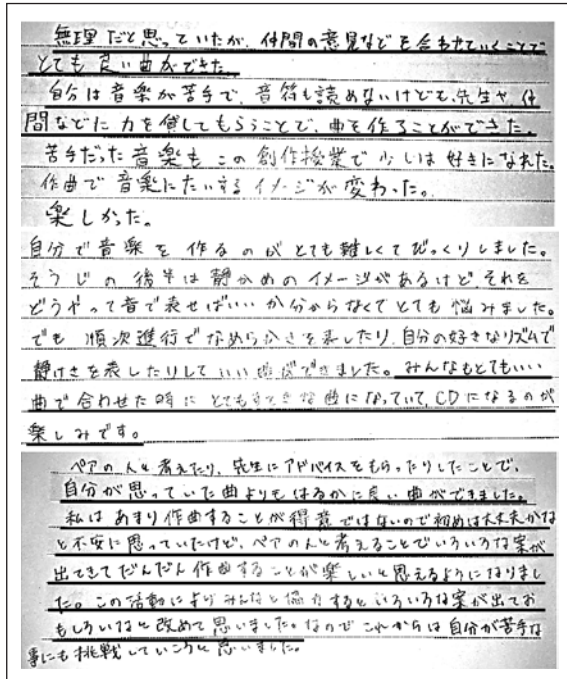 無理だと思っていたが、仲間の意見などを合わせていくことで
とても良い曲ができた。
自分は音楽が苦手で、音符も読めないけども、先生や仲
間などに力を貸してもらうことで、曲を作ることができた。
苦手だった音楽もこの創作授業で少しは好きになれた。
作曲で音楽にたいするイメージが変わった。
楽しかった。
自分で音楽を作るのがとても難しくてびっくりしました。
そうじの後半は静かめのイメージがあるけど、それを
どうやって音で表せばいいか分からなくてとても悩みました。
でも順次進行でなめらかさを表したり、自分の好きなリズムで
静けさを表したりしていい曲ができました。みんなもとてもいい
曲で合わせた時にとてもすてきな曲になっていて、CDになるのが
楽しみです。
ペアの人と考えたり、先生にアドバイスをもらったりしたことで、
自分が思っていた曲よりもはるかに良い曲ができました。
私はあまり作曲することが得意ではないので初めは大丈夫かな
と不安に思っていたけど、ペアの人と考えることでいろいろな案が
出てきてだんだん作曲することが楽しいと思えるようになりまし
た。この活動によりみんなと協力するといろいろな案が出てお
もしろいなと改めて思いました。なのでこれからは自分が苦手な
事にも挑戦していこうと思いました。